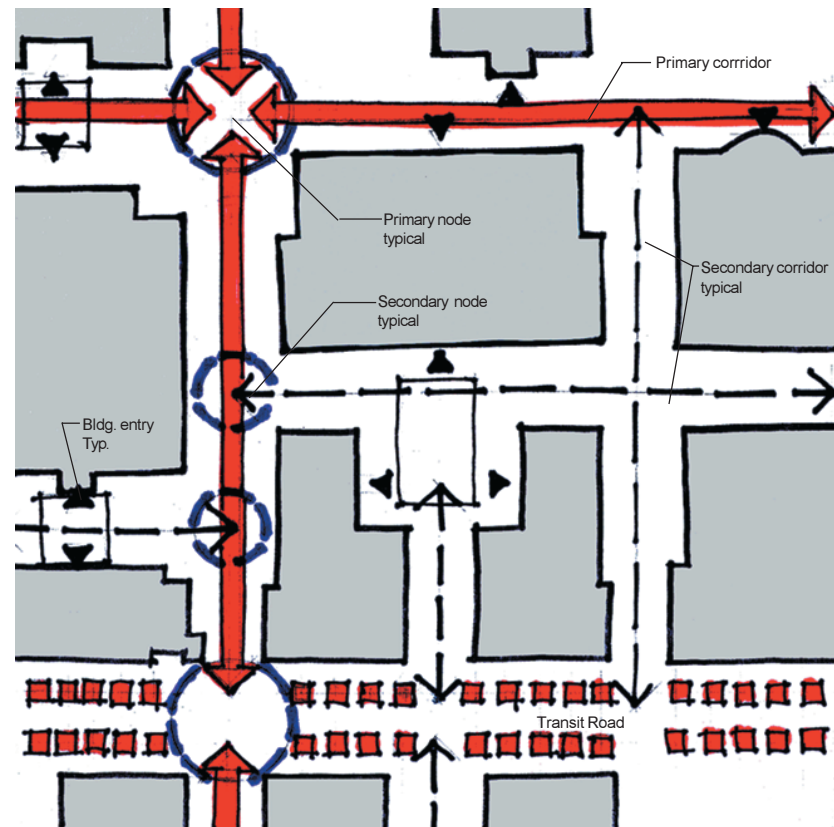 Primary corrridor
Primary node
typical
Secondary corridor
typical
Secondary node
typical
Bldg. entry
Typ.
Transit Road